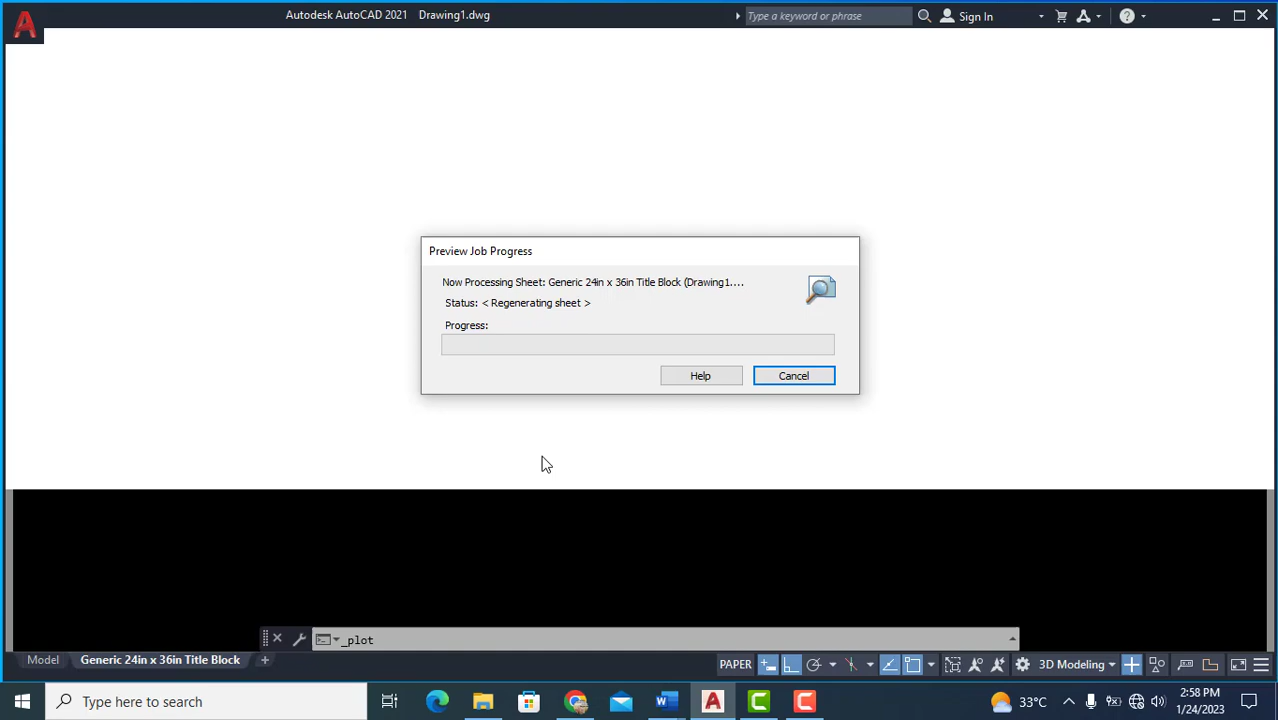 Autodesk AutoCAD 2021 Drawing1.dwg
Type a keyword or phrase
Sign In
Preview Job Progress
Now Processing Sheet: Generic 24in x 36in Title Block (Drawing1....
Status: < Regenerating sheet >
Progress:
Help
Cancel
_plot
Model
Generic 24in x 36in Title Block
PAPER
3D Modeling
Type here to search
33°C
2:58 PM
1/24/2023